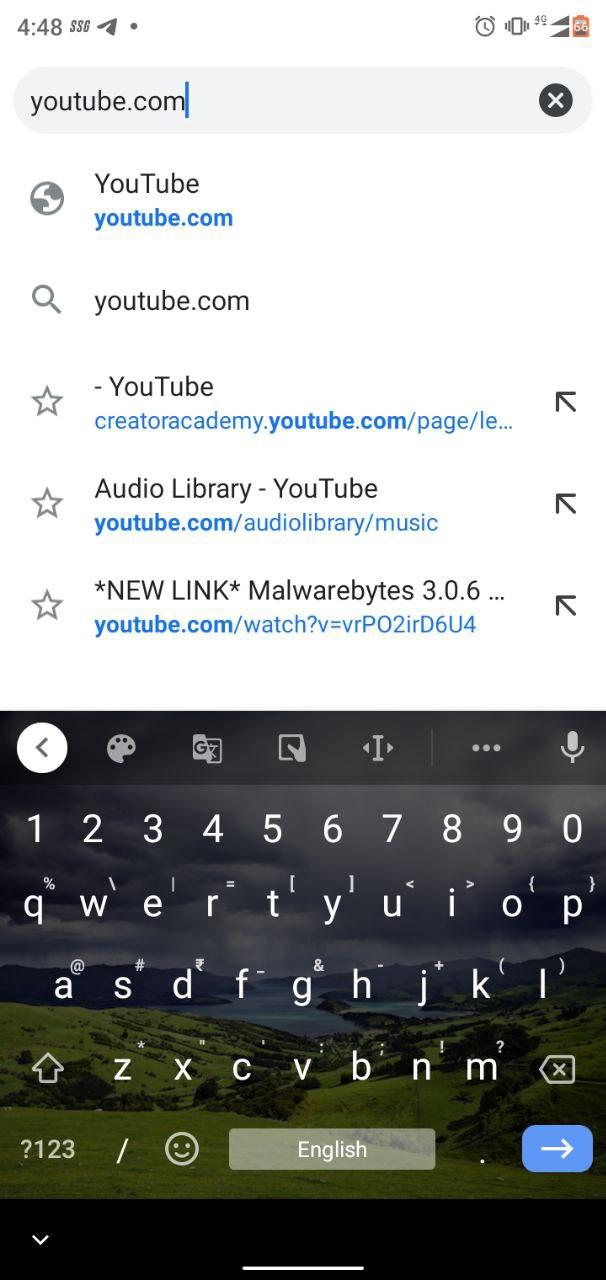 4:48 SSG 4G 66
youtube.com
YouTube
youtube.com
youtube.com
- YouTube
creatoracademy.youtube.com/page/le...
Audio Library - YouTube
youtube.com/audiolibrary/music
*NEW LINK* Malwarebytes 3.0.6 ...
youtube.com/watch?v=vrPO2irD6U4
1 2 3 4 5 6 7 8 9 0
% \ | = [ ] < > { }
q w e r t y u i o p
@ # ₹ _ & - + ( )
a s d f g h j k l
* " ' : ; ! ?
z x c v b n m
?123 / English .